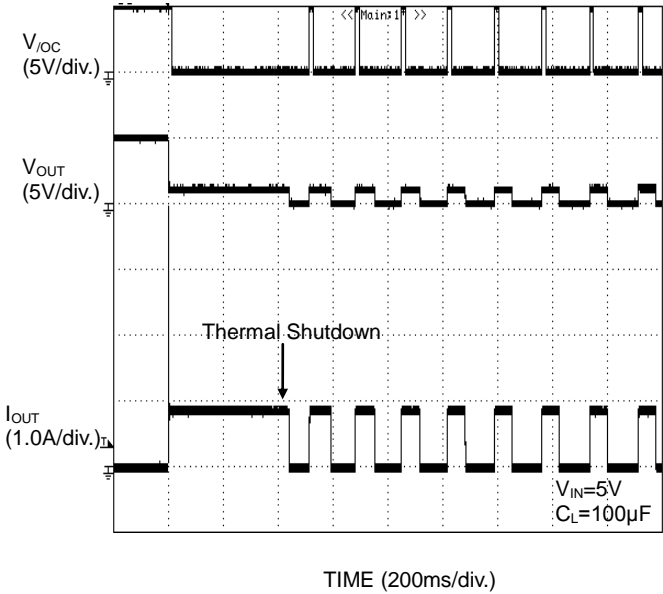 << Main:1 >>
V/OC
(5V/div.)
VOUT
(5V/div.)
Thermal Shutdown
IOUT
(1.0A/div.)
VIN=5V
CL=100µF
TIME (200ms/div.)